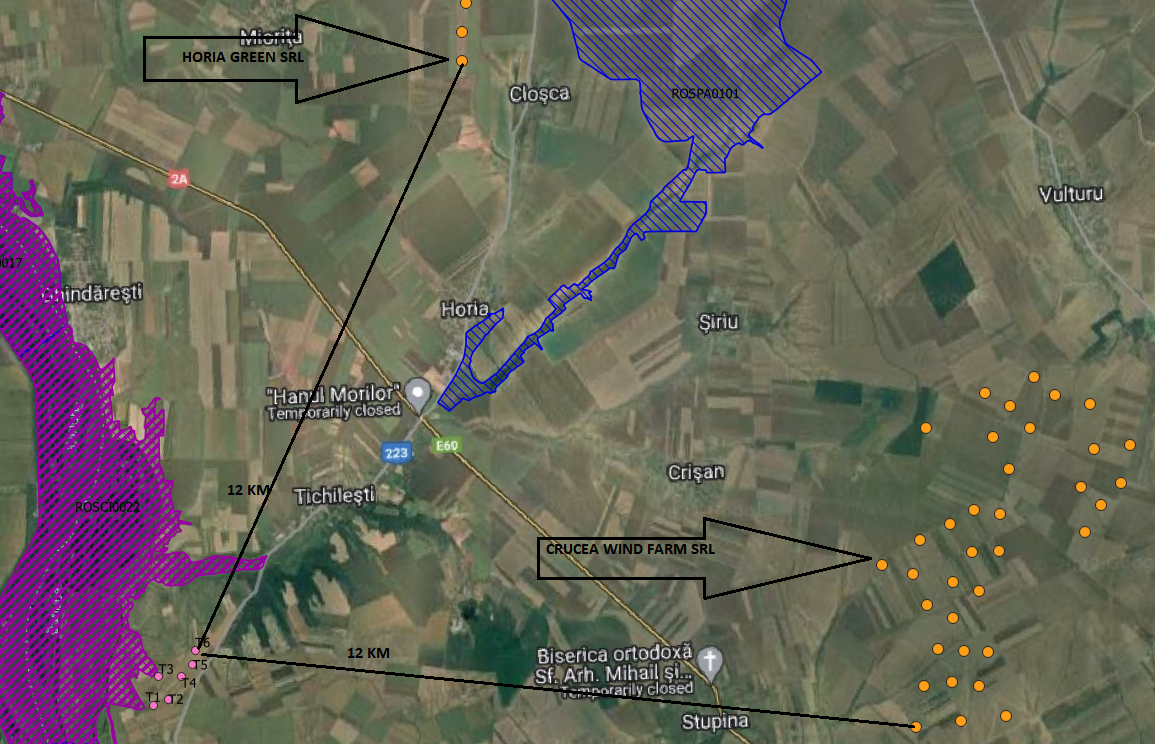 Miorița
HORIA GREEN SRL
Cloșca
ROSPA0101
2A
Vulturu
0017
Ghindărești
Horia
Șiriu
"Hanul Morilor"
Temporarily closed
223
E60
Crișan
12 KM
Tichilești
ROSCI0022
CRUCEA WIND FARM SRL
T6
12 KM
Biserica ortodoxă
Sf. Arh. Mihail și...
Temporarily closed
T5
T3
T4
T1
T2
Stupina